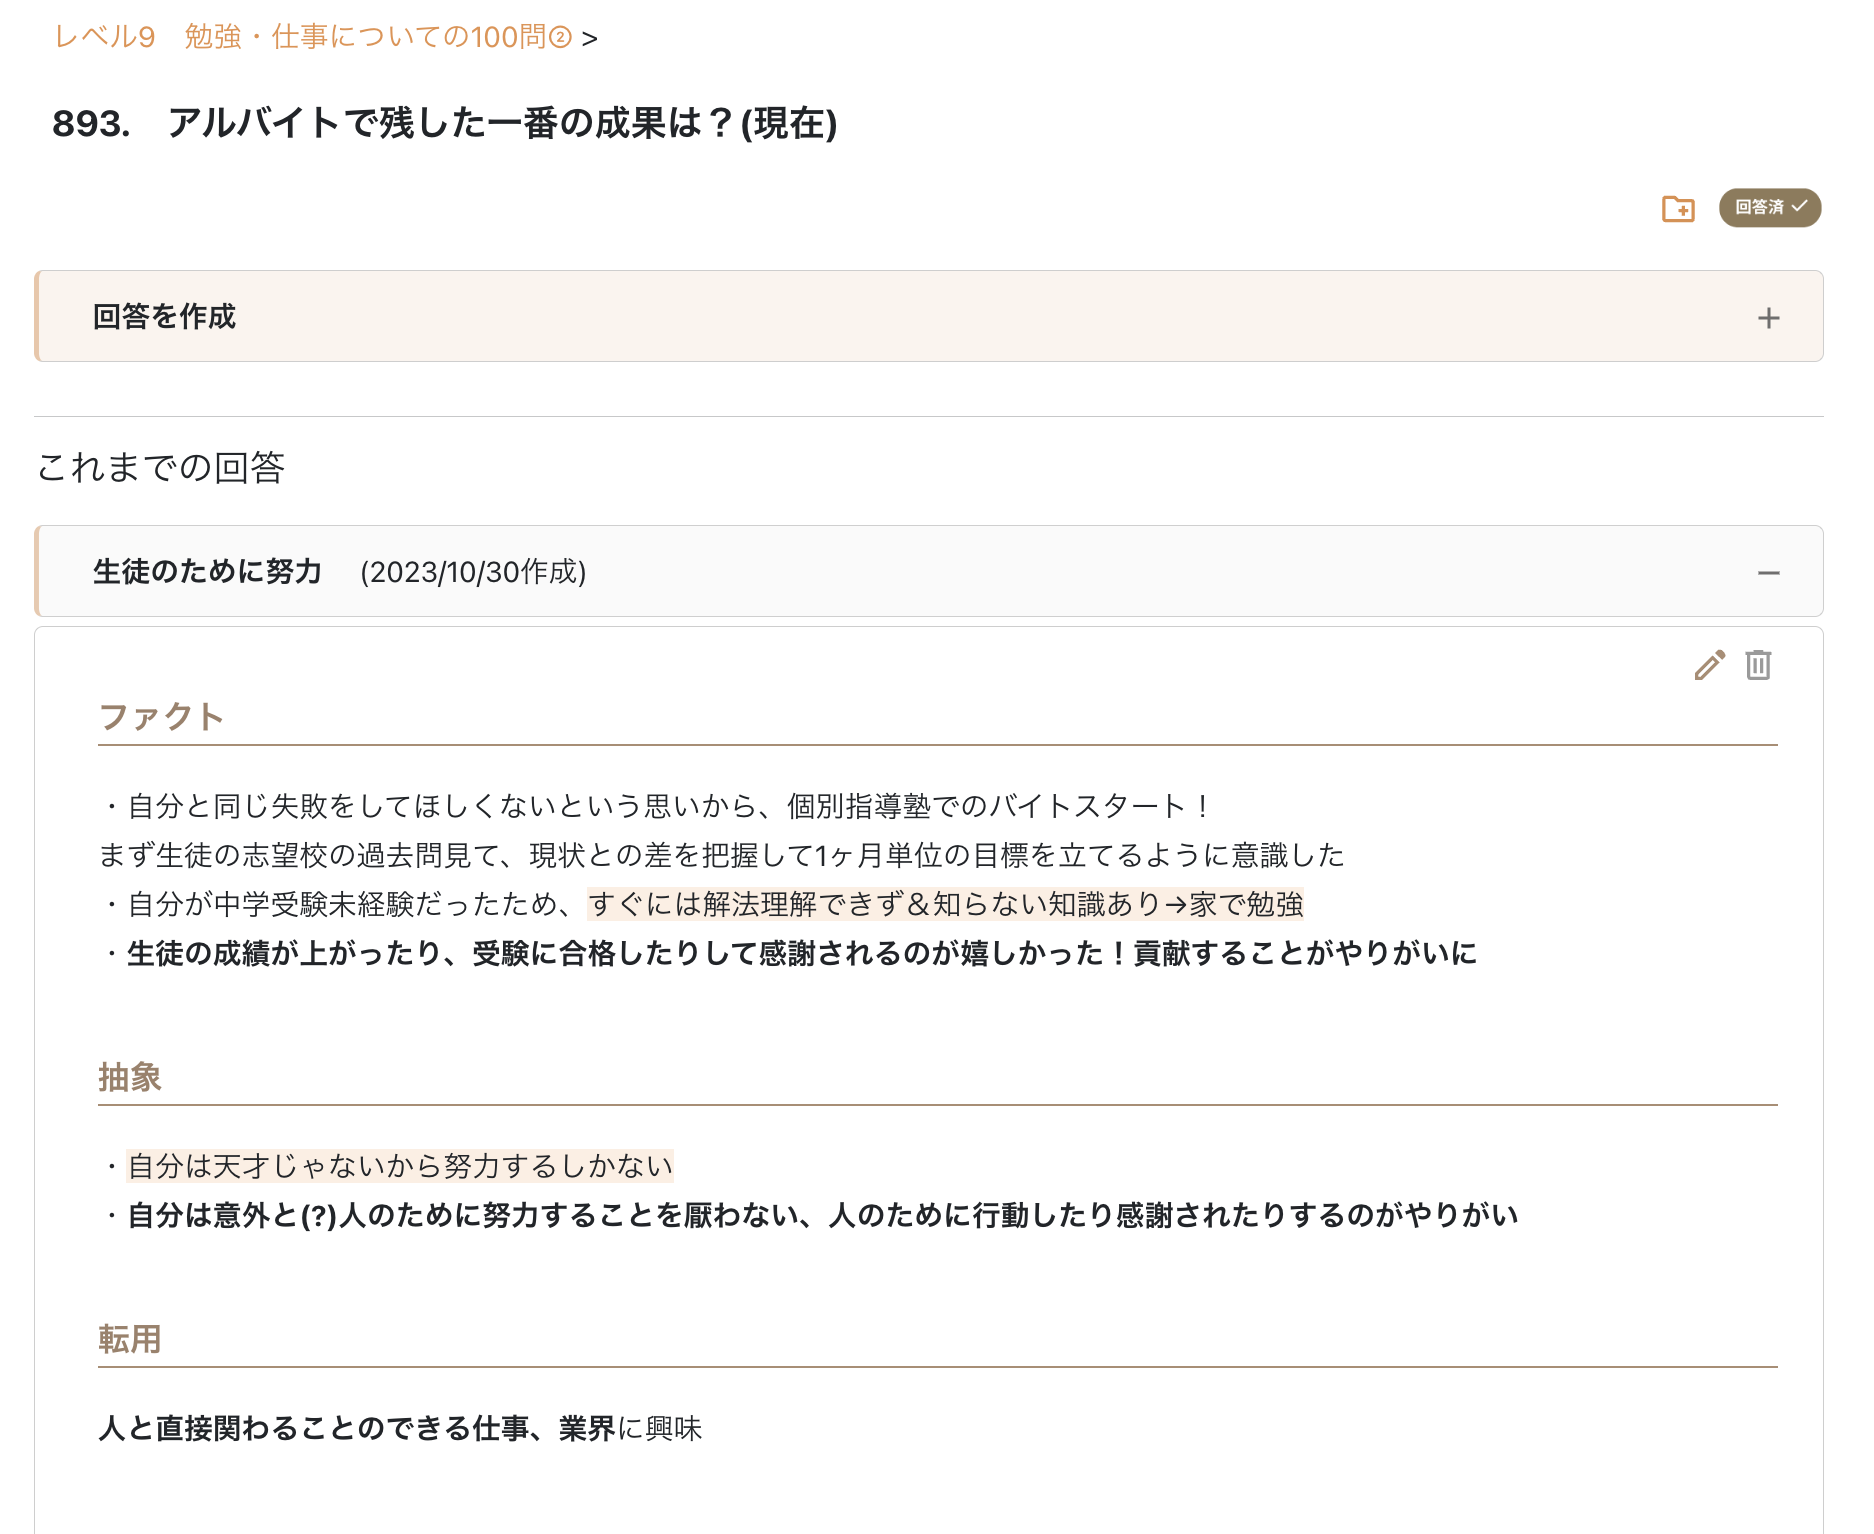 レベル9　勉強・仕事についての100問② >
893.　アルバイトで残した一番の成果は？(現在)
回答済
回答を作成
これまでの回答
生徒のために努力　(2023/10/30作成)
ファクト
・自分と同じ失敗をしてほしくないという思いから、個別指導塾でのバイトスタート！
まず生徒の志望校の過去問見て、現状との差を把握して1ヶ月単位の目標を立てるように意識した
・自分が中学受験未経験だったため、すぐには解法理解できず＆知らない知識あり→家で勉強
・生徒の成績が上がったり、受験に合格したりして感謝されるのが嬉しかった！貢献することがやりがいに
抽象
・自分は天才じゃないから努力するしかない
・自分は意外と(?)人のために努力することを厭わない、人のために行動したり感謝されたりするのがやりがい
転用
人と直接関わることのできる仕事、業界に興味